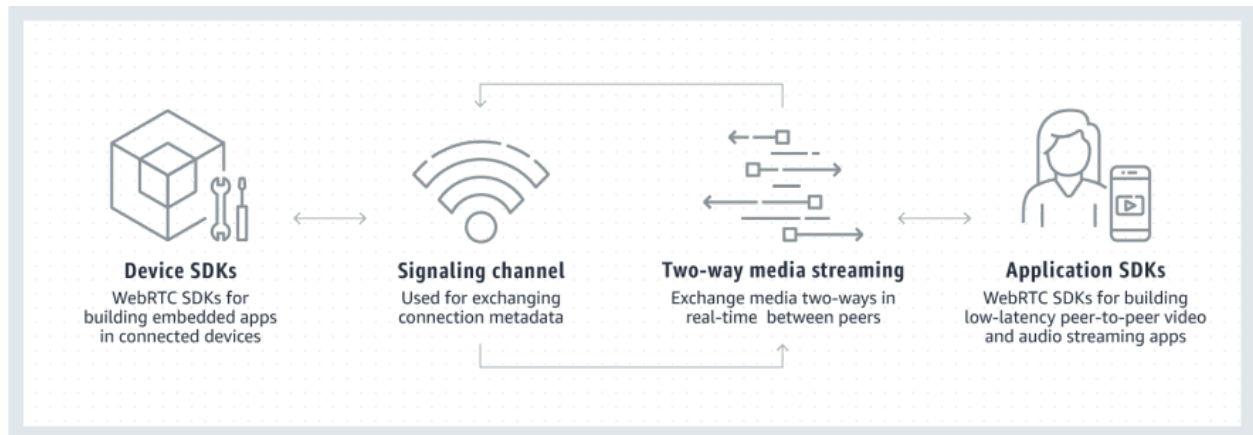 Device SDKs
WebRTC SDKs for
building embedded apps
in connected devices
Signaling channel
Used for exchanging
connection metadata
Two-way media streaming
Exchange media two-ways in
real-time between peers
Application SDKs
WebRTC SDKs for building
low-latency peer-to-peer video
and audio streaming apps